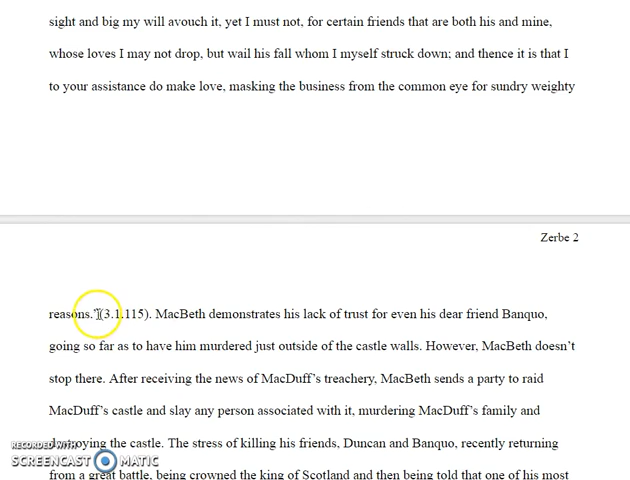 sight and big my will avouch it, yet I must not, for certain friends that are both his and mine,
whose loves I may not drop, but wail his fall whom I myself struck down; and thence it is that I
to your assistance do make love, masking the business from the common eye for sundry weighty
Zerbe 2
reasons.”(3.1.115). MacBeth demonstrates his lack of trust for even his dear friend Banquo,
going so far as to have him murdered just outside of the castle walls. However, MacBeth doesn’t
stop there. After receiving the news of MacDuff’s treachery, MacBeth sends a party to raid
MacDuff’s castle and slay any person associated with it, murdering MacDuff’s family and
destroying the castle. The stress of killing his friends, Duncan and Banquo, recently returning
from a great battle, being crowned the king of Scotland and then being told that one of his most
RECORDED WITH
SCREENCAST MATIC